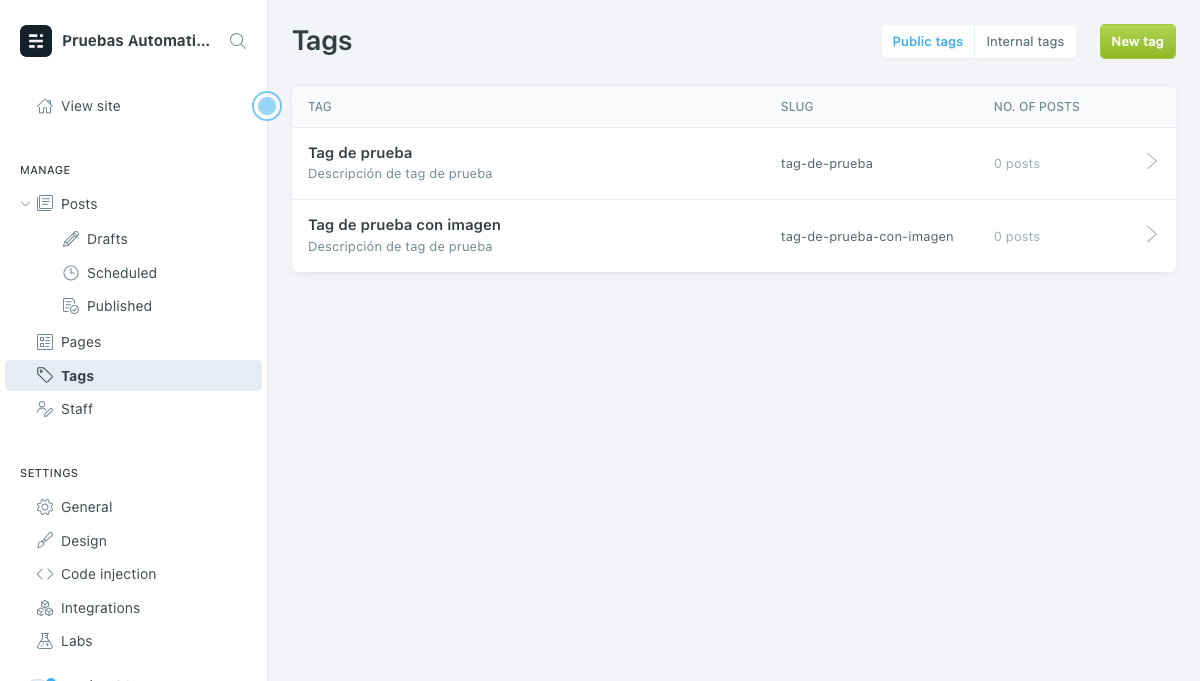 Pruebas Automati...
View site
MANAGE
Posts
Drafts
Scheduled
Published
Pages
Tags
Staff
SETTINGS
General
Design
Code injection
Integrations
Labs
Tags
Public tags
Internal tags
New tag
TAG
SLUG
NO. OF POSTS
Tag de prueba
Descripción de tag de prueba
tag-de-prueba
0 posts
Tag de prueba con imagen
Descripción de tag de prueba
tag-de-prueba-con-imagen
0 posts